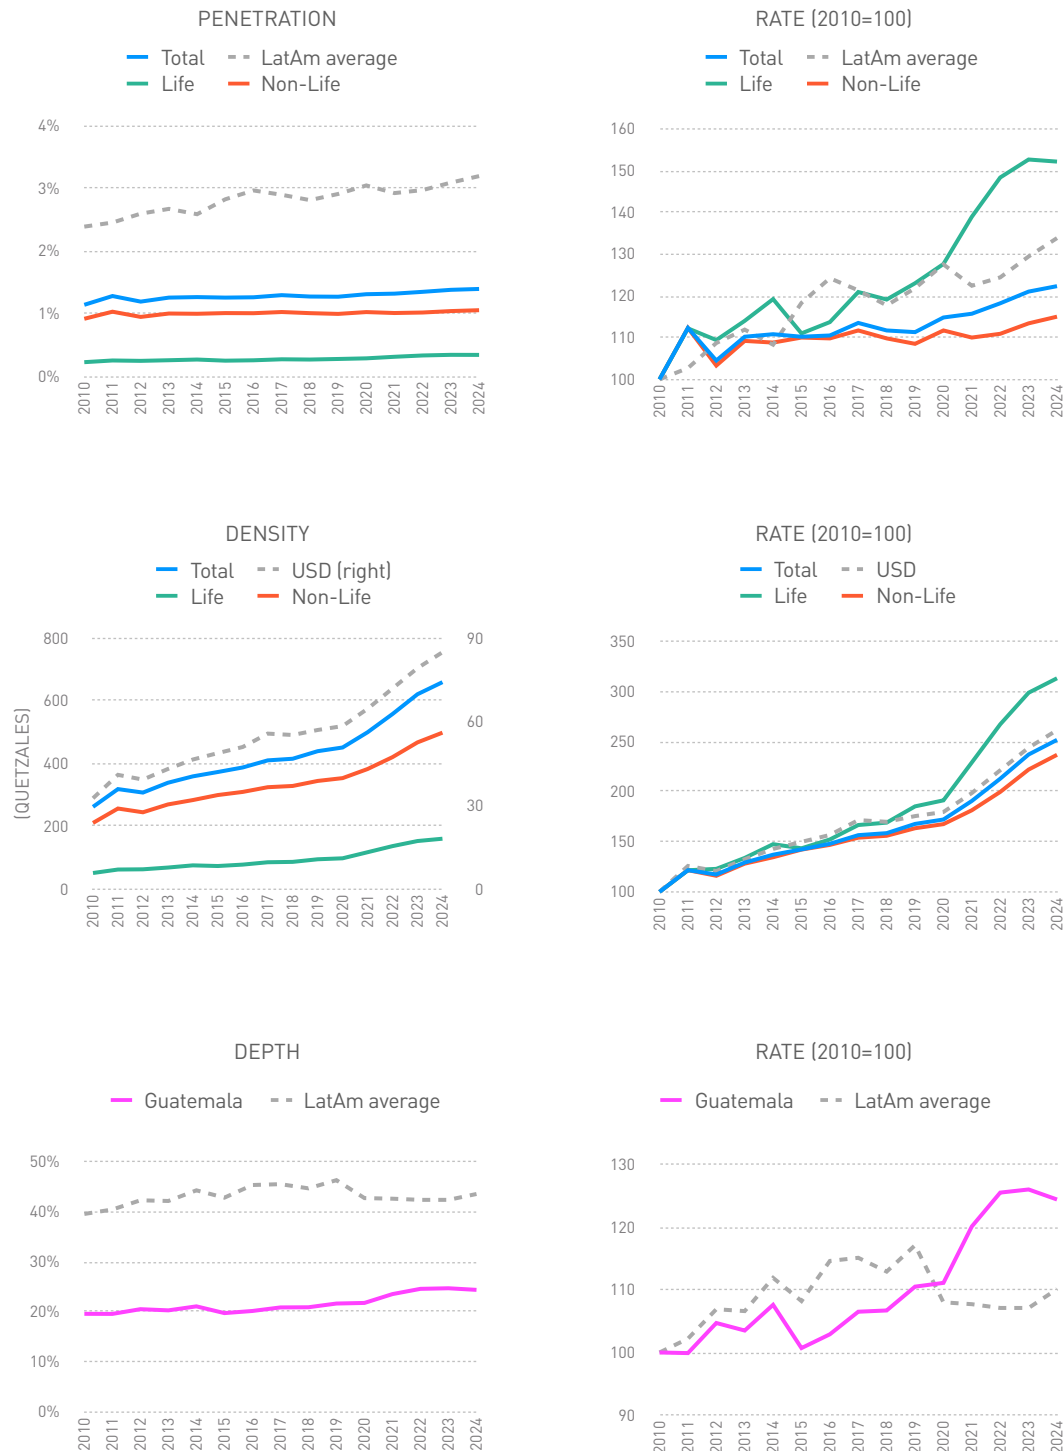 PENETRATION
Total LatAm average
Life Non-Life
4%
3%
2%
1%
0%
2010 2011 2012 2013 2014 2015 2016 2017 2018 2019 2020 2021 2022 2023 2024
RATE (2010=100)
Total LatAm average
Life Non-Life
160
150
140
130
120
110
100
2010 2011 2012 2013 2014 2015 2016 2017 2018 2019 2020 2021 2022 2023 2024
DENSITY
Total USD (right)
Life Non-Life
(QUETZALES)
800 90
600 60
400
200 30
0 0
2010 2011 2012 2013 2014 2015 2016 2017 2018 2019 2020 2021 2022 2023 2024
RATE (2010=100)
Total USD
Life Non-Life
350
300
250
200
150
100
2010 2011 2012 2013 2014 2015 2016 2017 2018 2019 2020 2021 2022 2023 2024
DEPTH
Guatemala LatAm average
50%
40%
30%
20%
10%
0%
2010 2011 2012 2013 2014 2015 2016 2017 2018 2019 2020 2021 2022 2023 2024
RATE (2010=100)
Guatemala LatAm average
130
120
110
100
90
2010 2011 2012 2013 2014 2015 2016 2017 2018 2019 2020 2021 2022 2023 2024